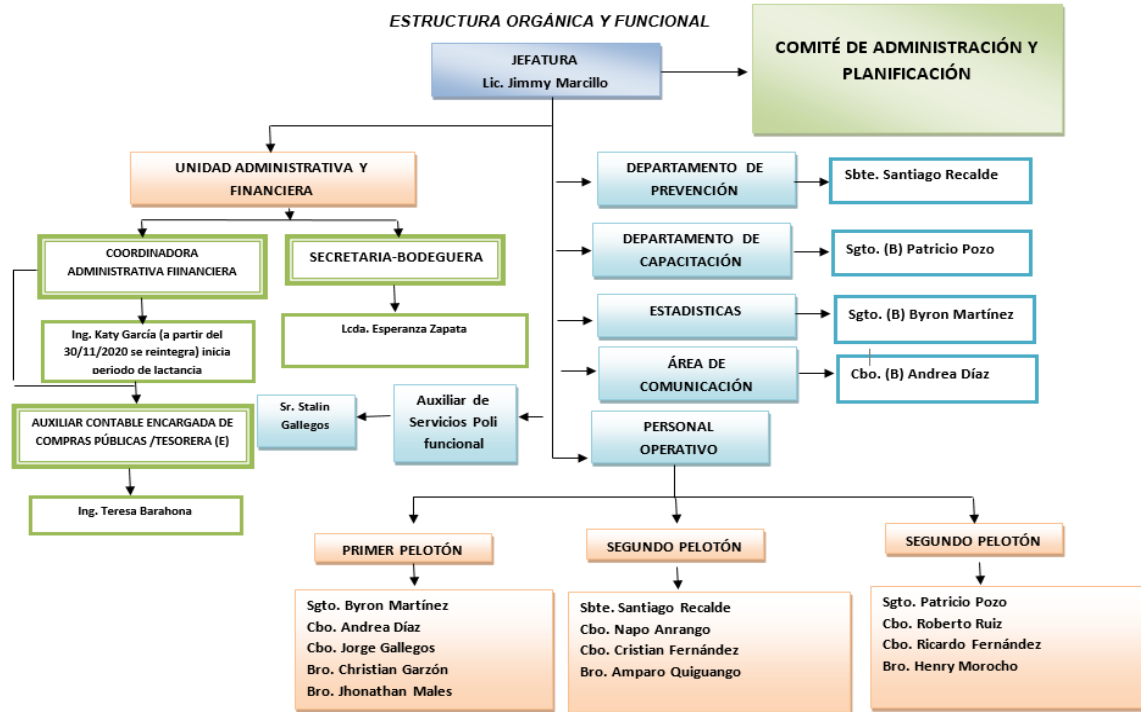 ESTRUCTURA ORGÁNICA Y FUNCIONAL
JEFATURA
Lic. Jimmy Marcillo
COMITÉ DE ADMINISTRACIÓN Y
PLANIFICACIÓN
UNIDAD ADMINISTRATIVA Y
FINANCIERA
COORDINADORA
ADMINISTRATIVA FIINANCIERA
SECRETARIA-BODEGUERA
Ing. Katy García (a partir del
30/11/2020 se reintegra) inicia
periodo de lactancia
Lcda. Esperanza Zapata
AUXILIAR CONTABLE ENCARGADA DE
COMPRAS PÚBLICAS /TESORERA (E)
Ing. Teresa Barahona
Sr. Stalin
Gallegos
Auxiliar de
Servicios Poli
funcional
DEPARTAMENTO DE
PREVENCIÓN
Sbte. Santiago Recalde
DEPARTAMENTO DE
CAPACITACIÓN
Sgto. (B) Patricio Pozo
ESTADISTICAS
Sgto. (B) Byron Martínez
ÁREA DE
COMUNICACIÓN
Cbo. (B) Andrea Díaz
PERSONAL
OPERATIVO
PRIMER PELOTÓN
Sgto. Byron Martínez
Cbo. Andrea Díaz
Cbo. Jorge Gallegos
Bro. Christian Garzón
Bro. Jhonathan Males
SEGUNDO PELOTÓN
Sbte. Santiago Recalde
Cbo. Napo Anrango
Cbo. Cristian Fernández
Bro. Amparo Quiguango
SEGUNDO PELOTÓN
Sgto. Patricio Pozo
Cbo. Roberto Ruiz
Cbo. Ricardo Fernández
Bro. Henry Morocho